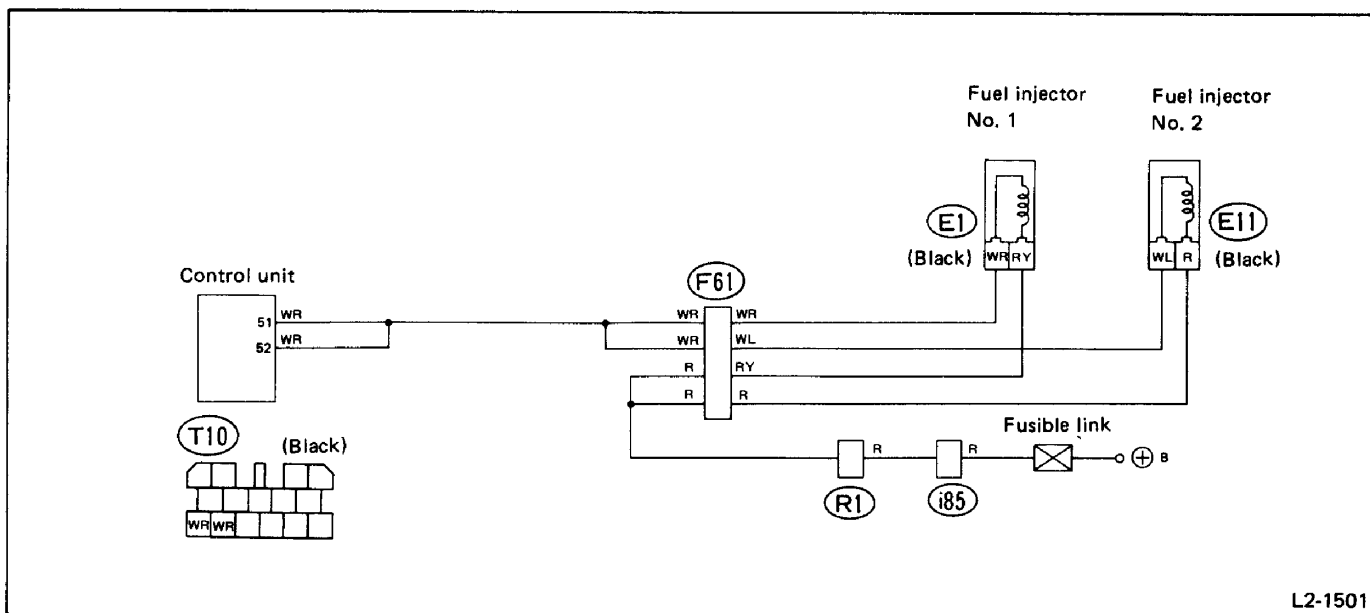 Fuel injector
No. 1
Fuel injector
No. 2
E1
(Black)
WR RY
WL R
E11
(Black)
Control unit
51 WR
52 WR
F61
WR WR
WR WL
R RY
R R
T10
(Black)
WR WR
Fusible link
R R
⊕ B
R1
i85
L2-1501